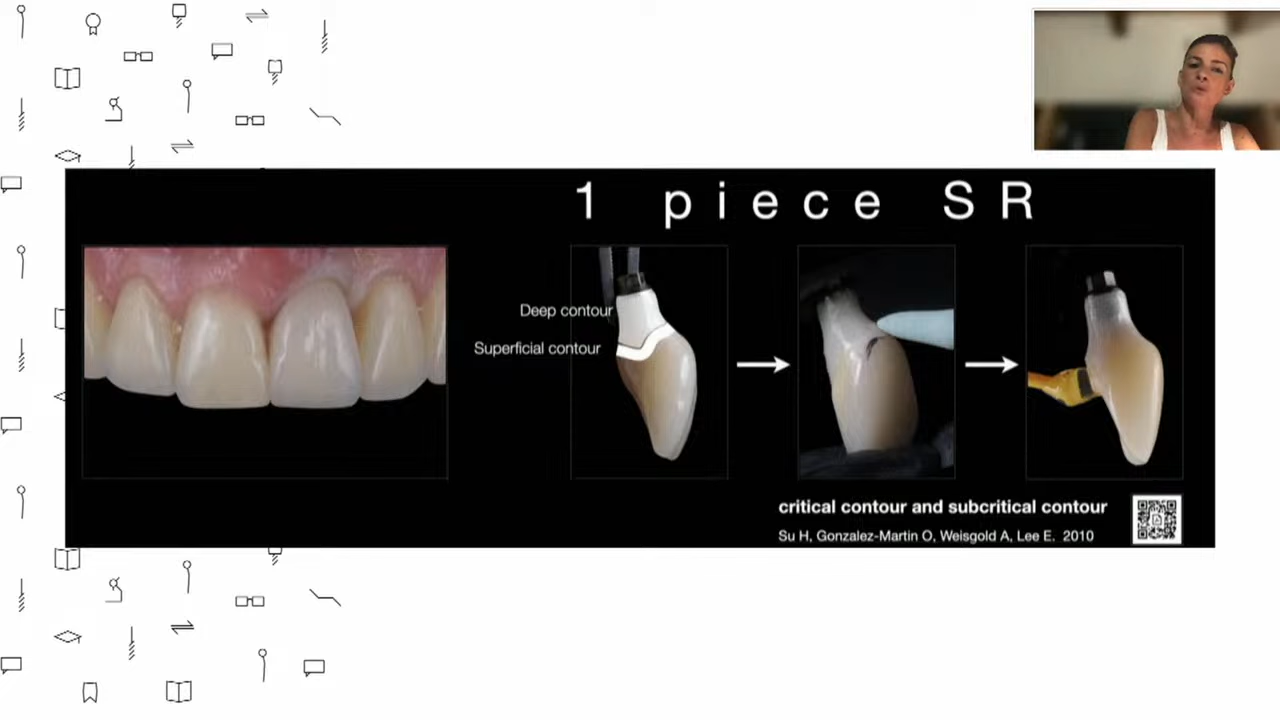 1 piece SR
Deep contour
Superficial contour
critical contour and subcritical contour
Su H, Gonzalez-Martin O, Weisgold A, Lee E. 2010